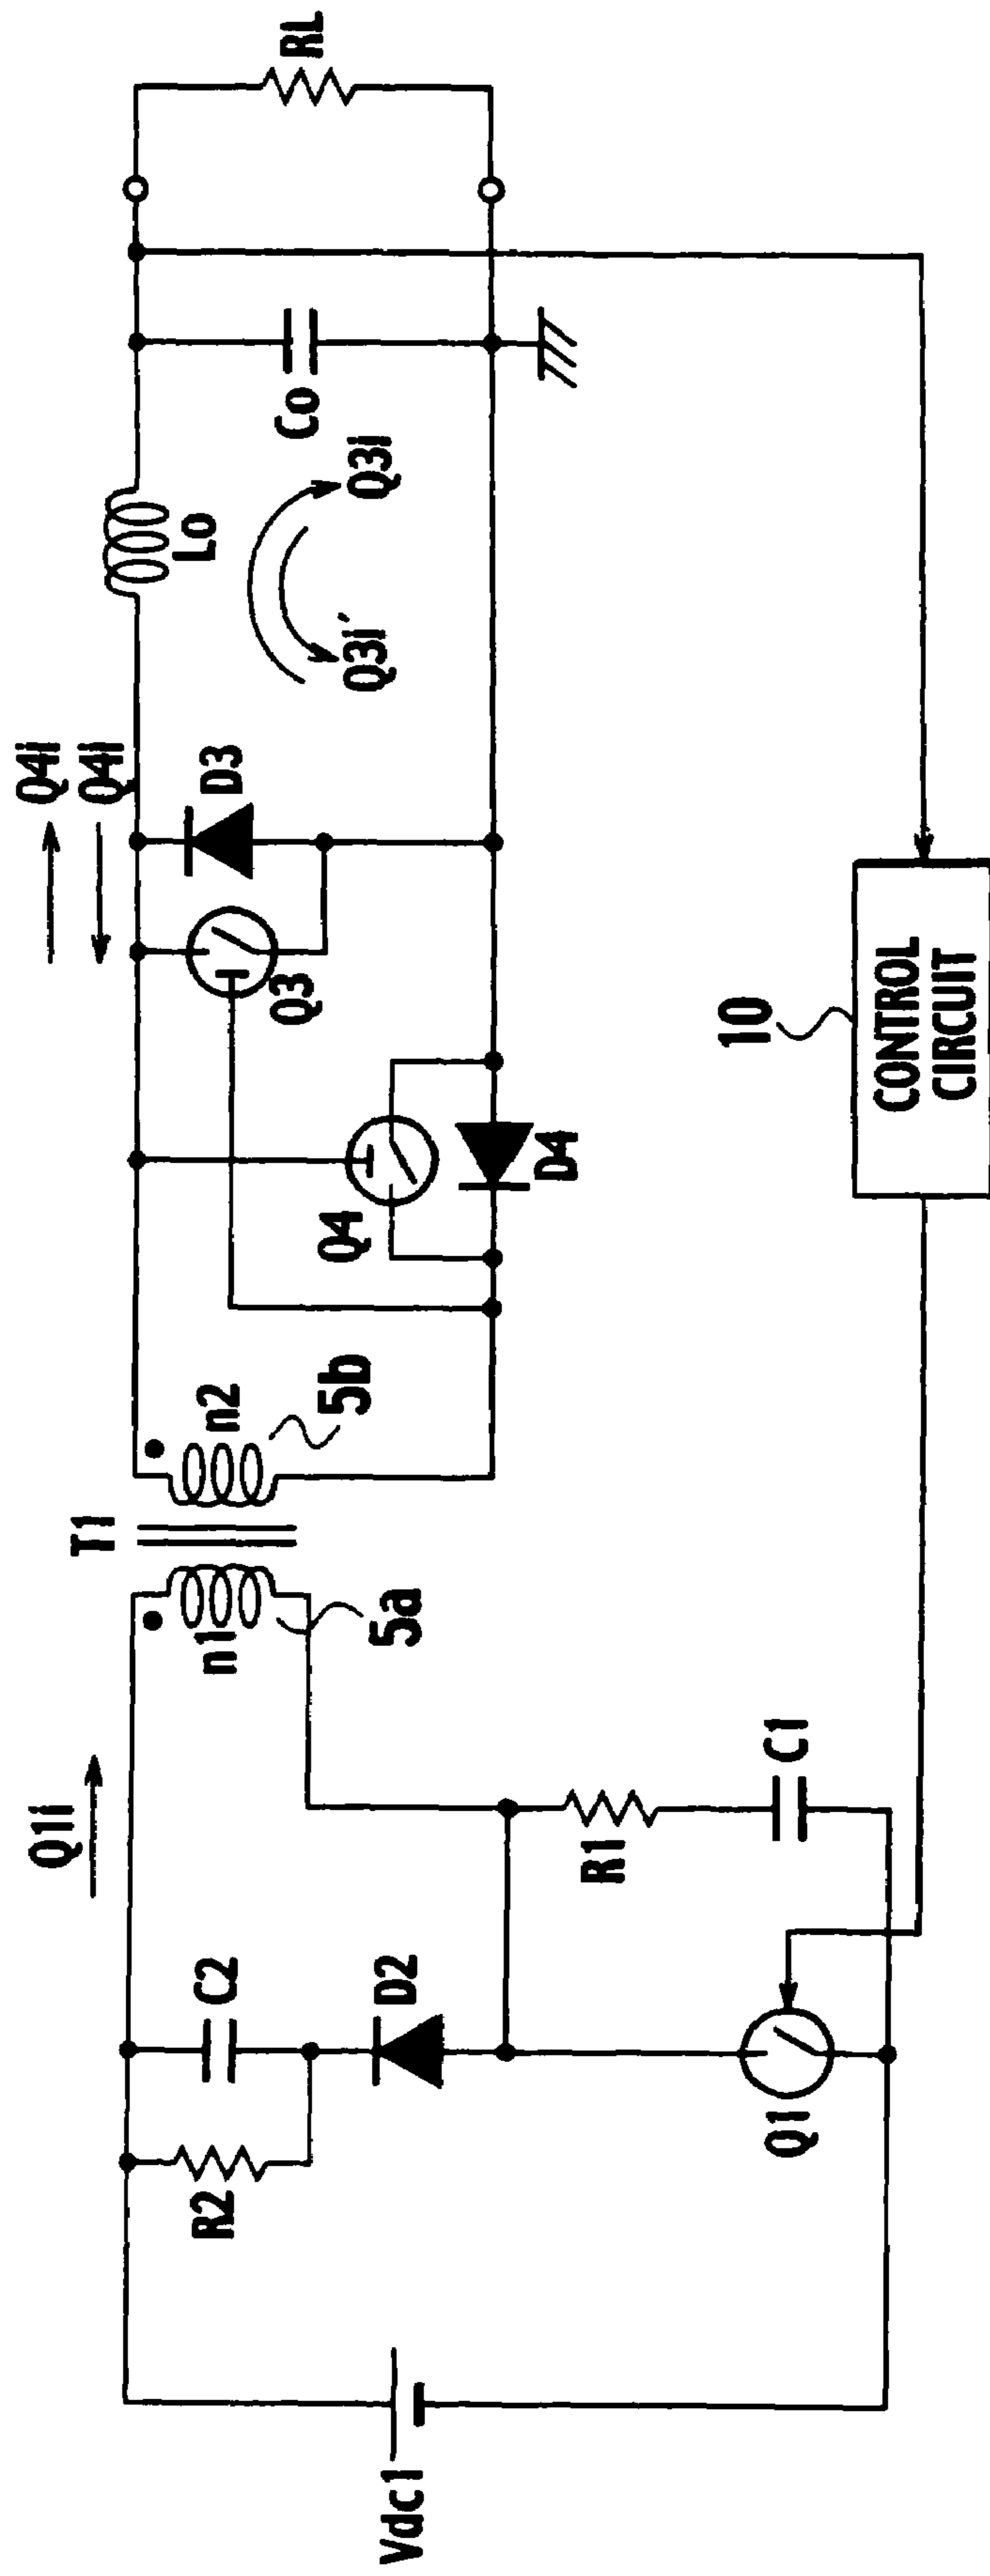 Vdc1
R2
C2
D2
Q1
Q1i
R1
C1
n1
5a
T1
n2
5b
Q4
D4
Q3
D3
Q4i
Q4i
Q3i′
Q3i
Lo
Co
RL
10
CONTROL
CIRCUIT